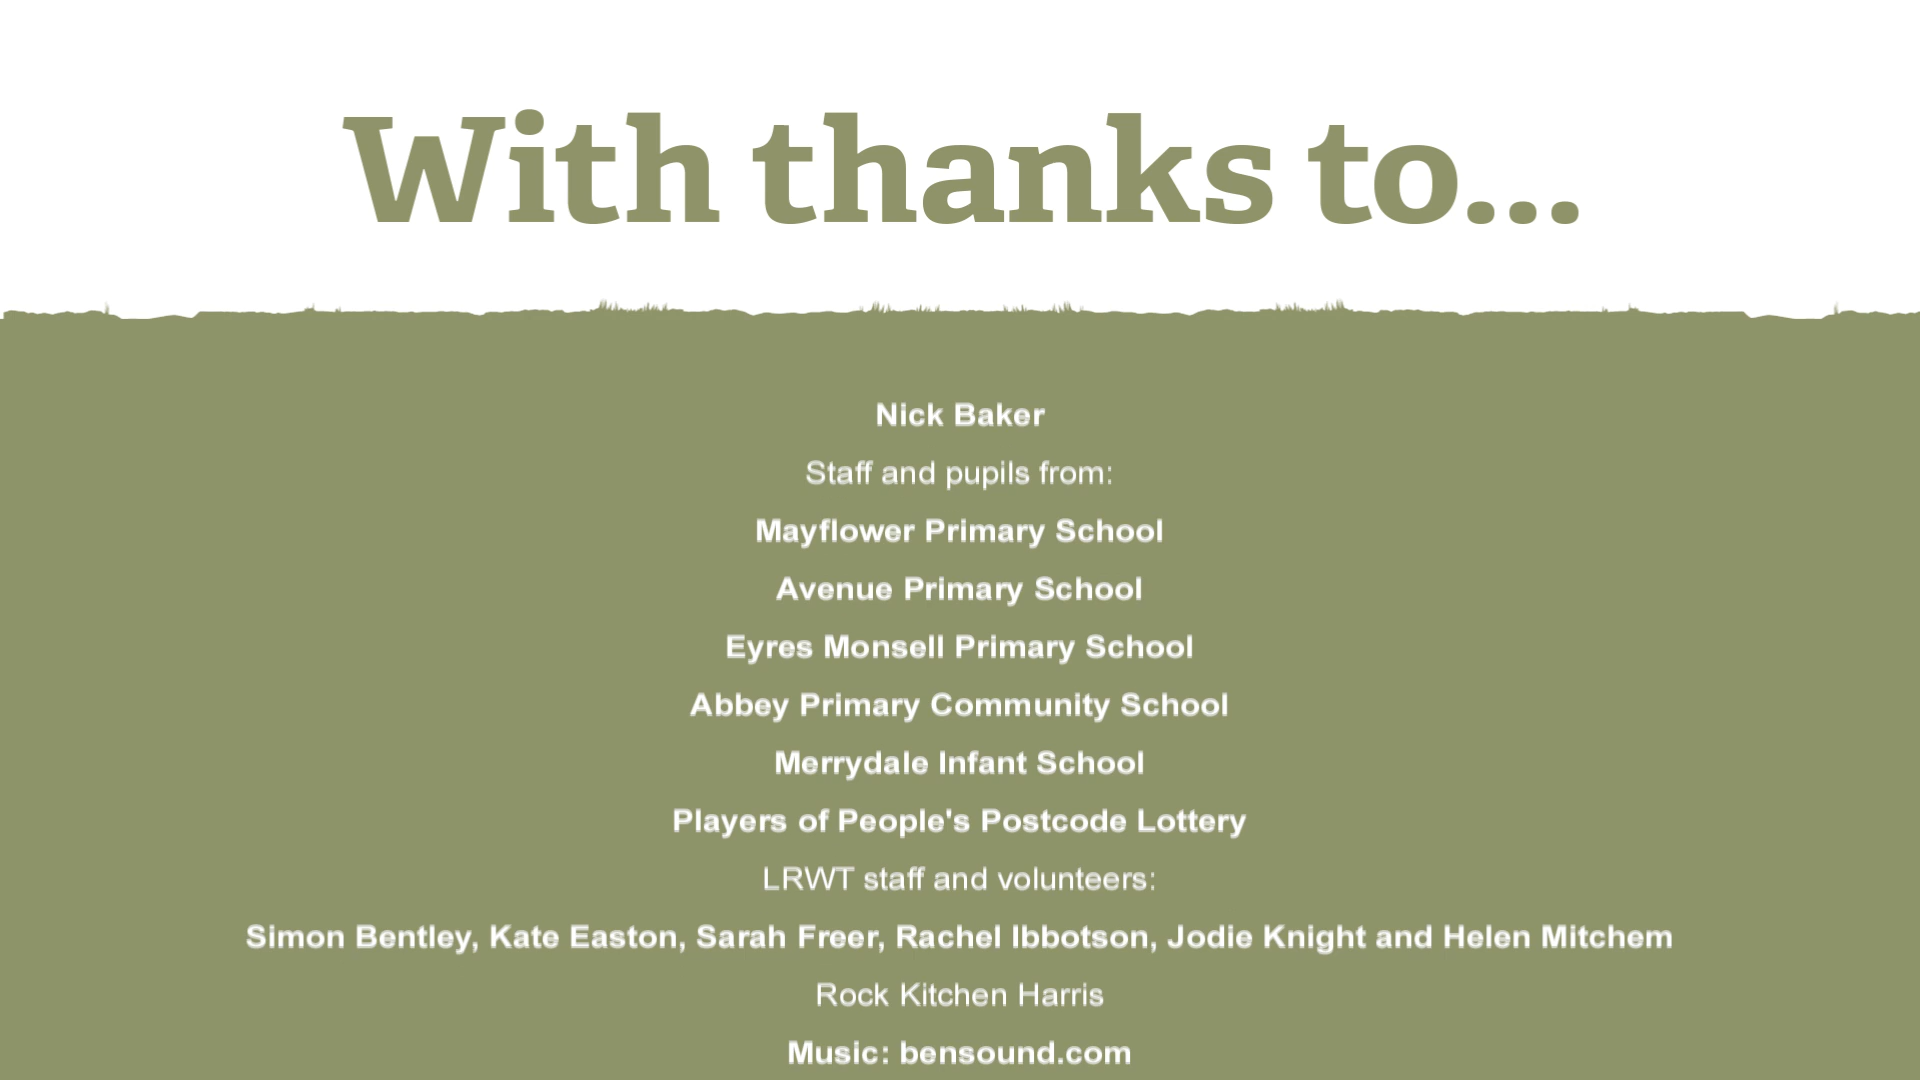 With thanks to...
Nick Baker
Staff and pupils from:
Mayflower Primary School
Avenue Primary School
Eyres Monsell Primary School
Abbey Primary Community School
Merrydale Infant School
Players of People's Postcode Lottery
LRWT staff and volunteers:
Simon Bentley, Kate Easton, Sarah Freer, Rachel Ibbotson, Jodie Knight and Helen Mitchem
Rock Kitchen Harris
Music: bensound.com